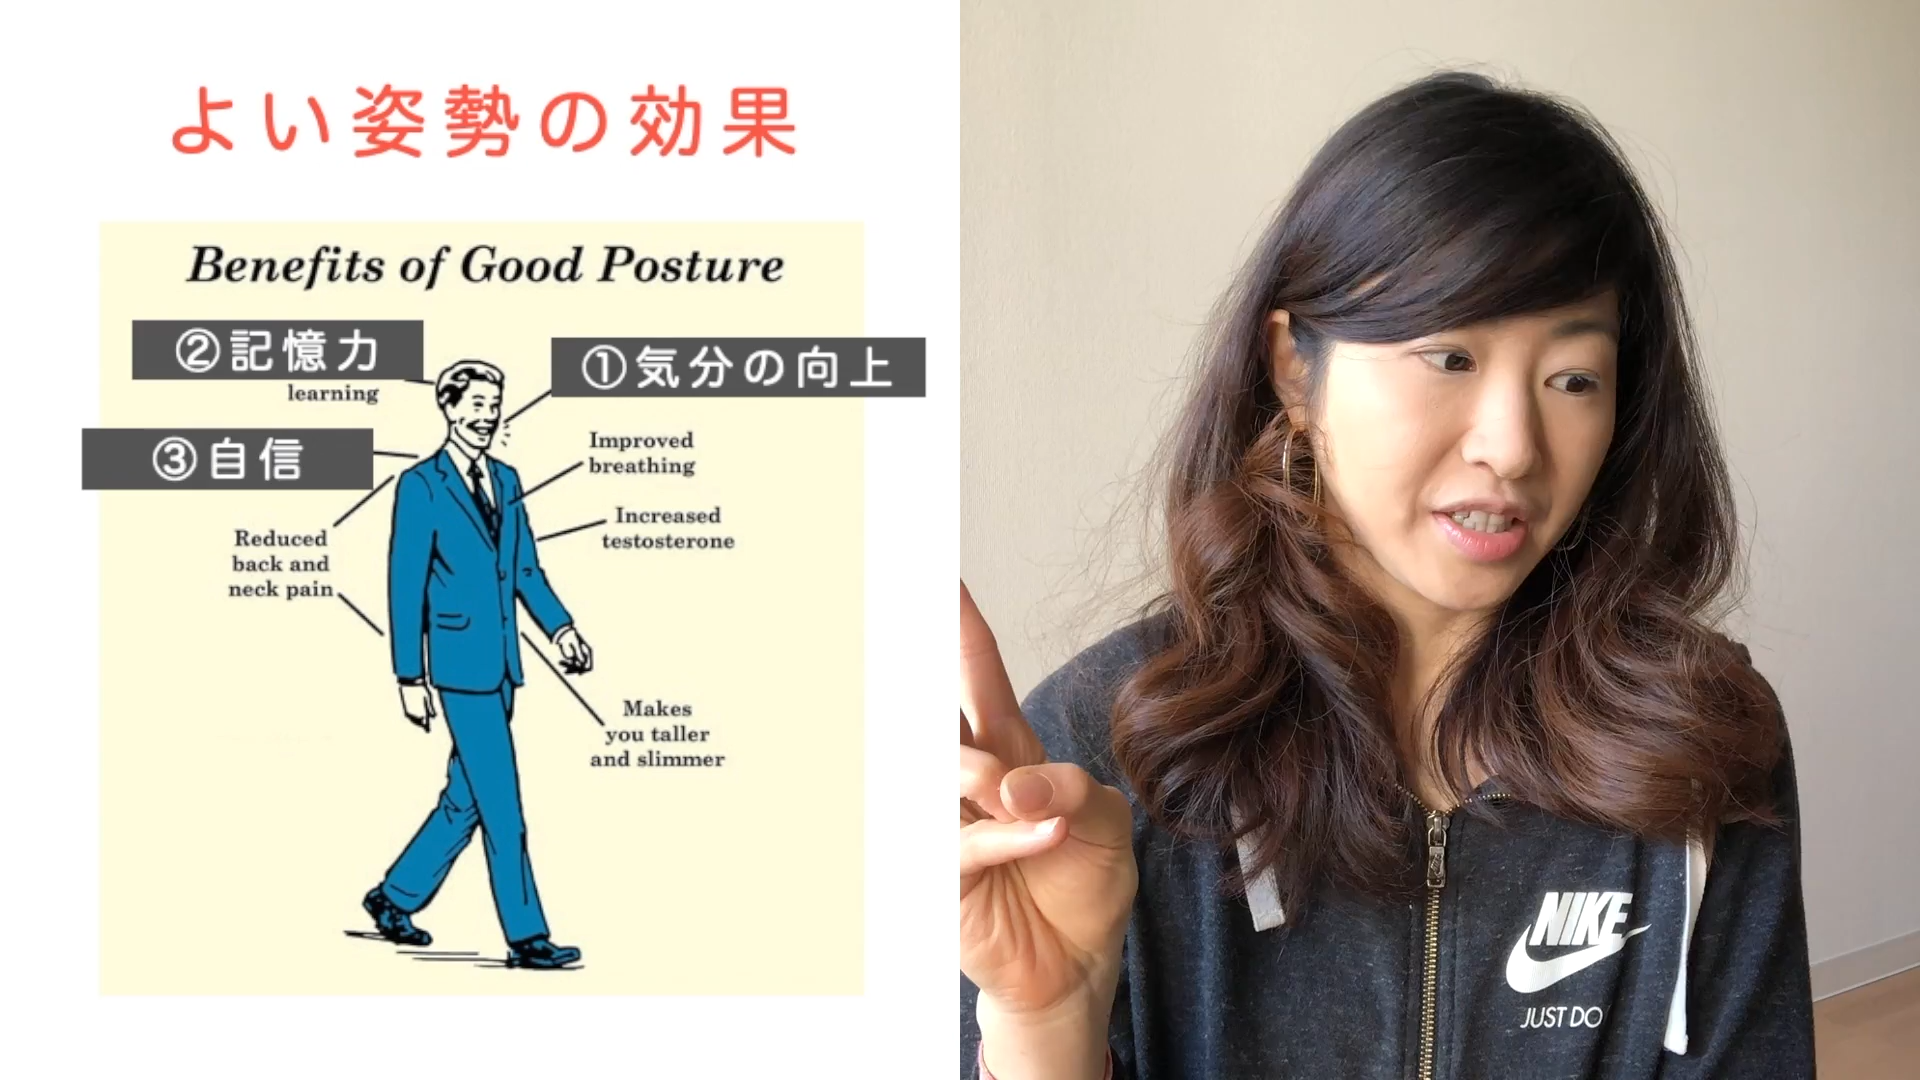 よい姿勢の効果
Benefits of Good Posture
②記憶力
learning
①気分の向上
③自信
Improved
breathing
Increased
testosterone
Reduced
back and
neck pain
Makes
you taller
and slimmer
NIKE
JUST DO